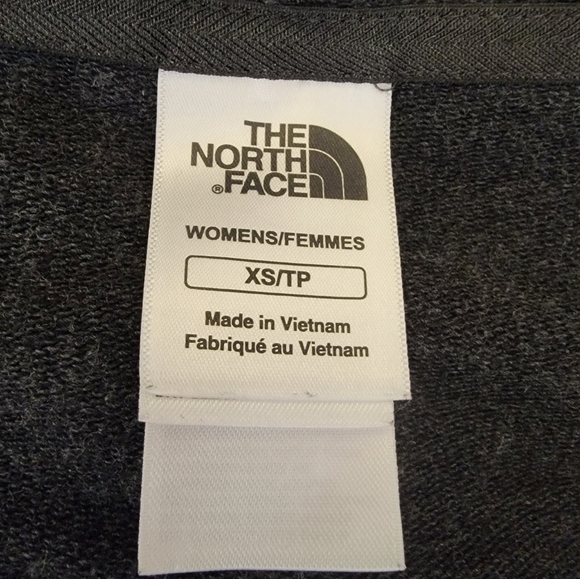 THE
NORTH
® FACE
WOMENS/FEMMES
XS/TP
Made in Vietnam
Fabriqué au Vietnam